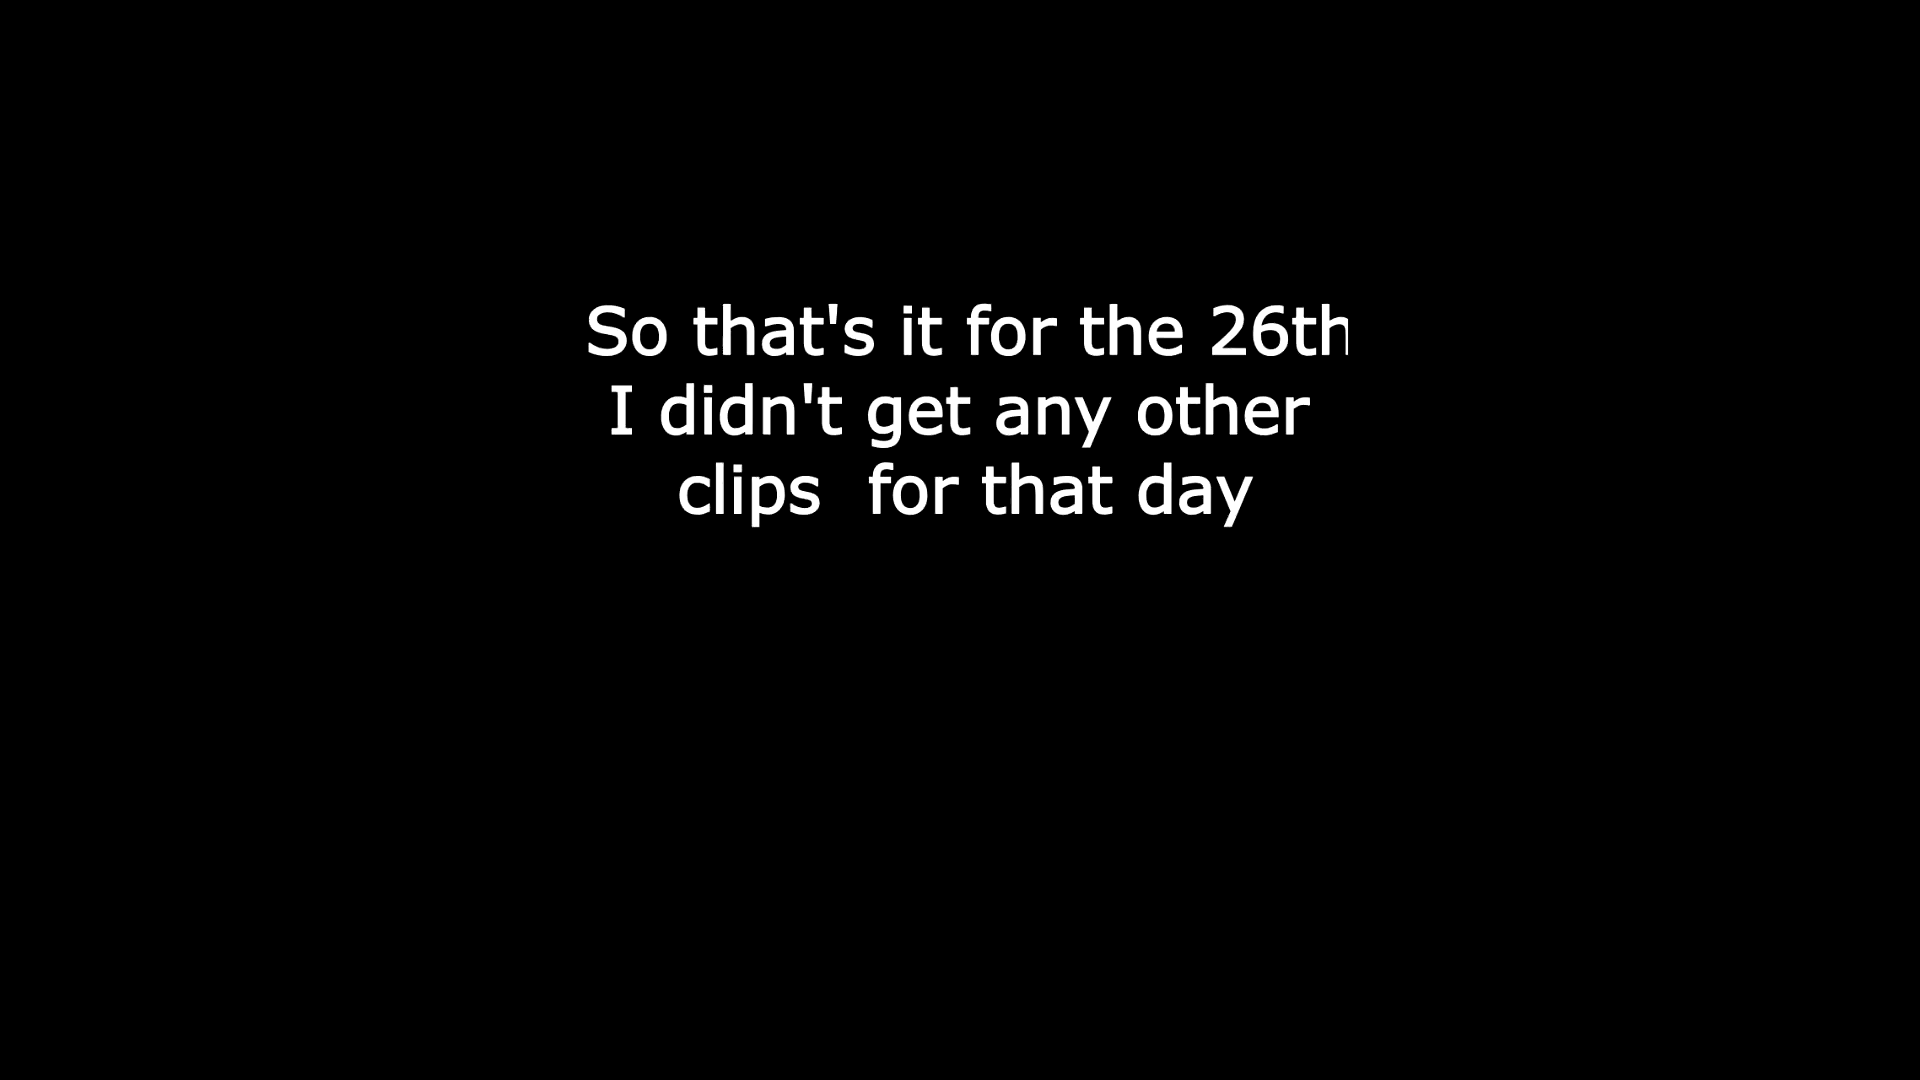 So that's it for the 26th
I didn't get any other
clips  for that day